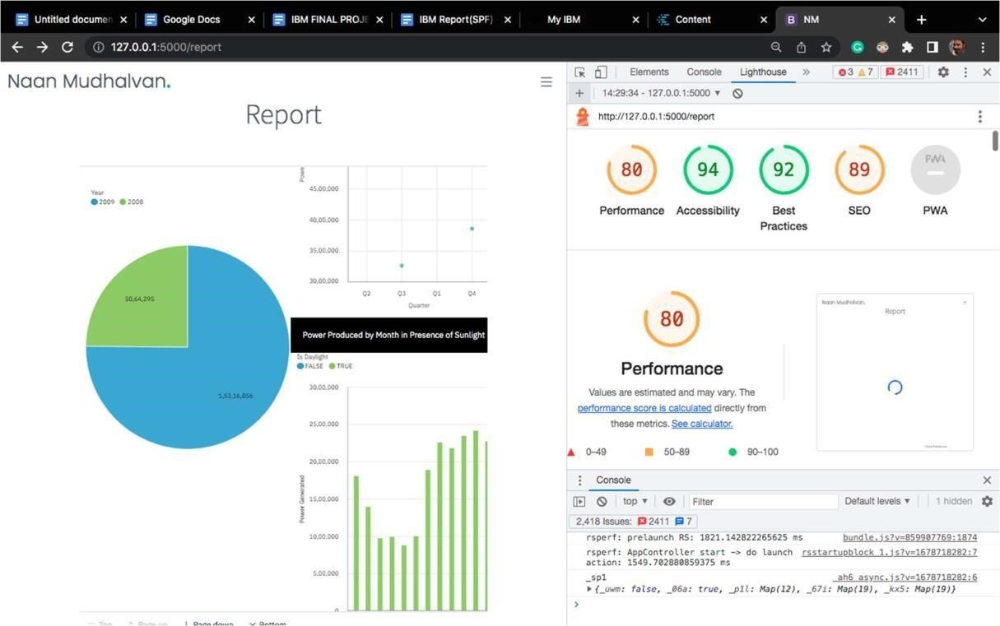 Untitled documen
Google Docs
IBM FINAL PROJE
IBM Report(SPF)
My IBM
Content
NM
127.0.0.1:5000/report
Naan Mudhalvan.
Report
Year
2009 2008
50,64,295
1,53,16,856
Powe
45,00,000
40,00,000
35,00,000
30,00,000
Q2 Q3 Q1 Q4
Quarter
Power Produced by Month in Presence of Sunlight
Is Daylight
FALSE TRUE
Power Generated
30,00,000
25,00,000
20,00,000
15,00,000
10,00,000
5,00,000
0
Top Page up Page down Bottom
Elements Console Lighthouse » 3 7 2411
14:29:34 - 127.0.0.1:5000
http://127.0.0.1:5000/report
80 94 92 89 PWA
Performance Accessibility Best Practices SEO PWA
80
Performance
Values are estimated and may vary. The
performance score is calculated directly from
these metrics. See calculator.
0–49 50–89 90–100
Naan Mudhalvan.
Report
Console
top Filter Default levels 1 hidden
2,418 Issues: 2411 7
rsperf: prelaunch RS: 1821.142822265625 ms bundle.js?v=859907769:1874
rsperf: AppController start -> do launch rsstartupblock_1.js?v=1678718282:7
action: 1549.702880859375 ms
_sp1 _ah6_async.js?v=1678718282:6
{_uwm: false, _06a: true, _p1l: Map(12), _67i: Map(19), _kx5: Map(19)}